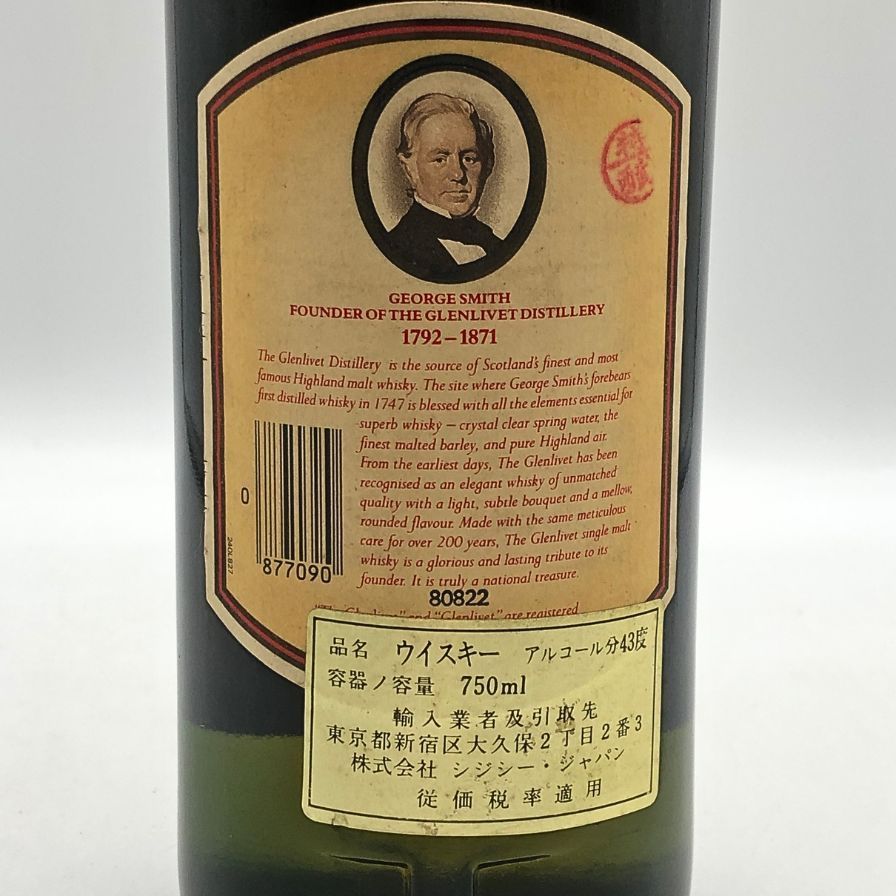 GEORGE SMITH
FOUNDER OF THE GLENLIVET DISTILLERY
1792–1871
The Glenlivet Distillery is the source of Scotland's finest and most
famous Highland malt whisky. The site where George Smith's forebears
first distilled whisky in 1747 is blessed with all the elements essential for
superb whisky – crystal clear spring water, the
finest malted barley, and pure Highland air.
From the earliest days, The Glenlivet has been
recognised as an elegant whisky of unmatched
quality with a light, subtle bouquet and a mellow,
rounded flavour. Made with the same meticulous
care for over 200 years, The Glenlivet single malt
whisky is a glorious and lasting tribute to its
founder. It is truly a national treasure.
0
877090
80822
and "Glenlivet" are registered
品名 ウイスキー アルコール分43度
容器ノ容量 750ml
輸入業者及引取先
東京都新宿区大久保2丁目2番3
株式会社 シジシー・ジャパン
従価税率適用